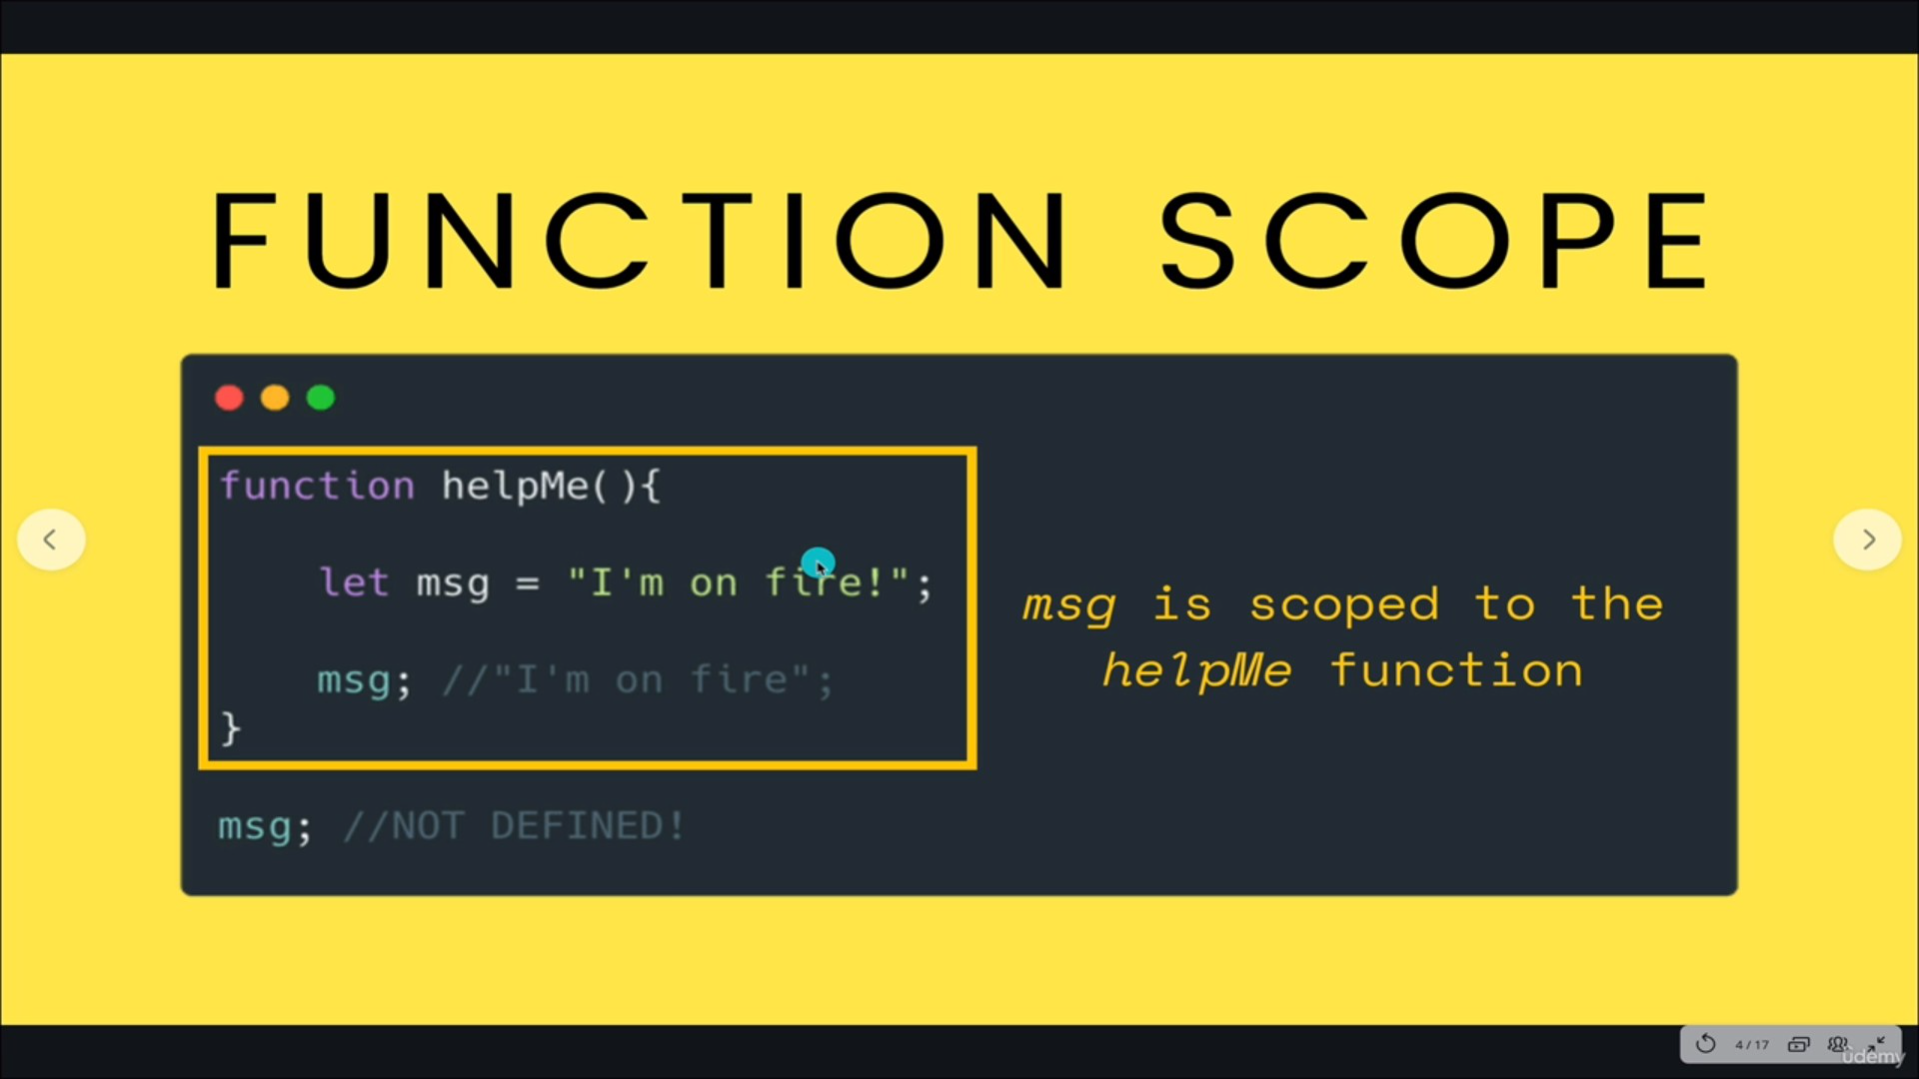 FUNCTION SCOPE
function helpMe(){
let msg = "I'm on fire!";
msg; //"I'm on fire";
}
msg; //NOT DEFINED!
msg is scoped to the
helpMe function
4 / 17
ûdemy